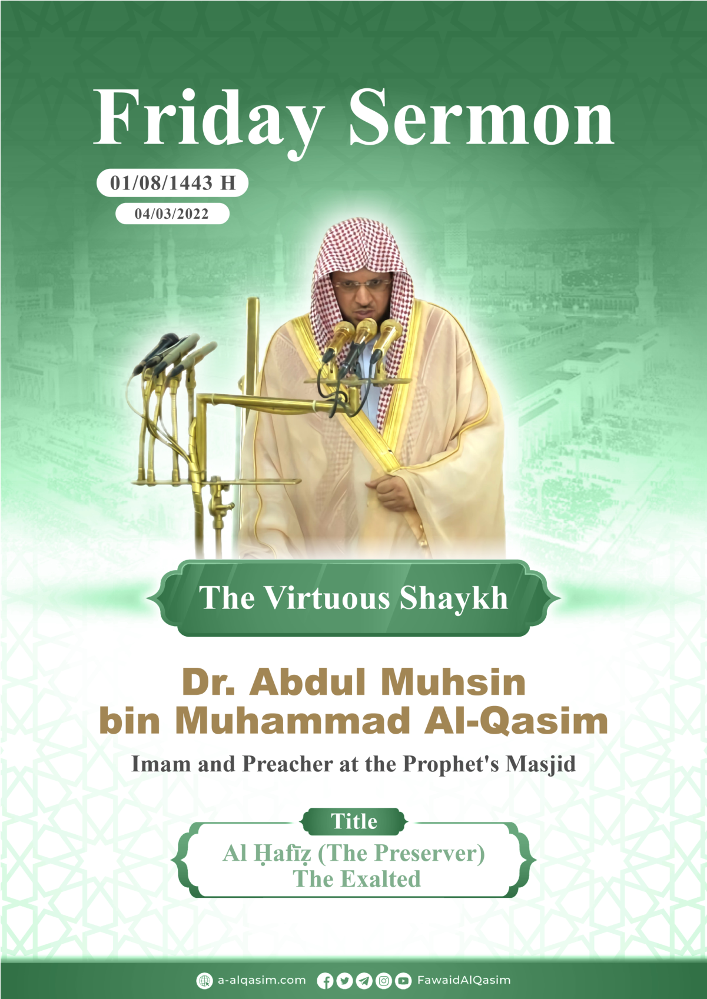 Friday Sermon
01/08/1443 H
04/03/2022
The Virtuous Shaykh
Dr. Abdul Muhsin
bin Muhammad Al-Qasim
Imam and Preacher at the Prophet's Masjid
Title
Al Ḥafīẓ (The Preserver)
The Exalted
a-alqasim.com FawaidAlQasim